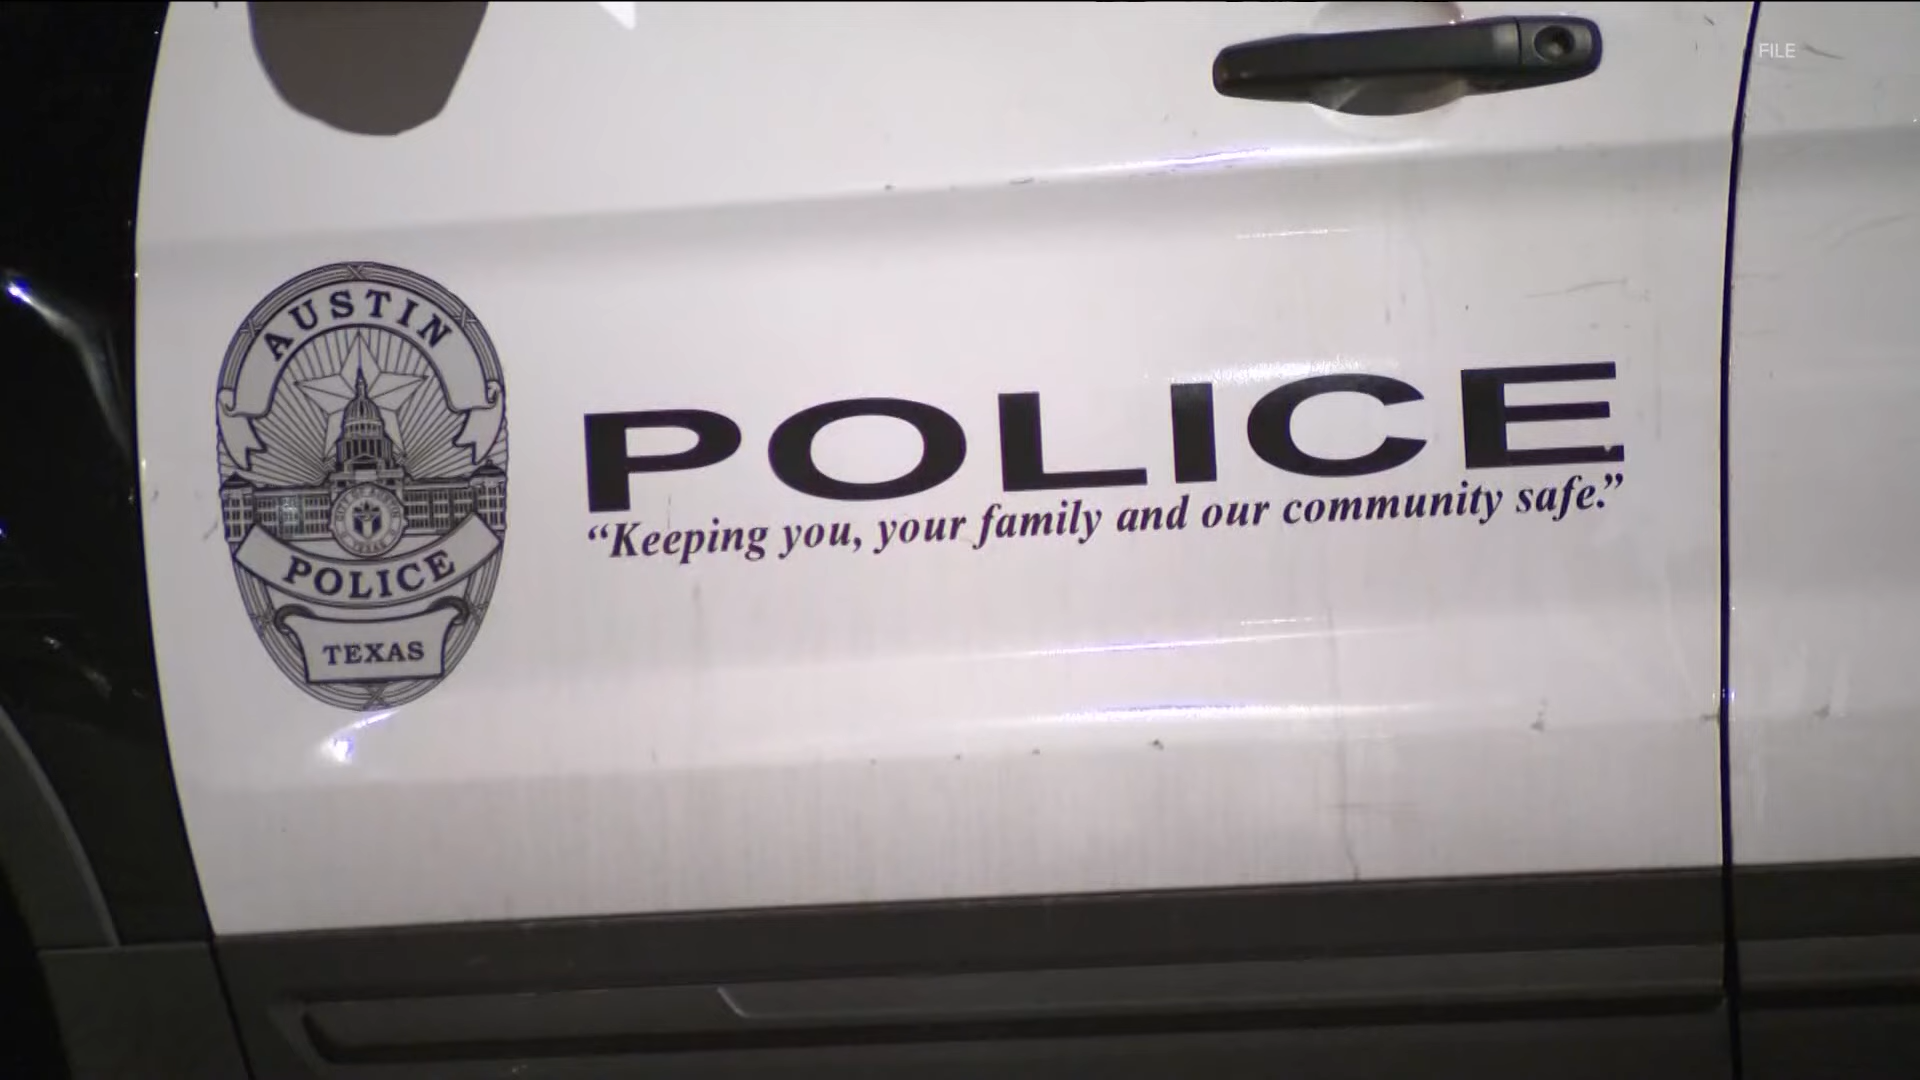 FILE
AUSTIN
POLICE
TEXAS
POLICE
“Keeping you, your family and our community safe.”